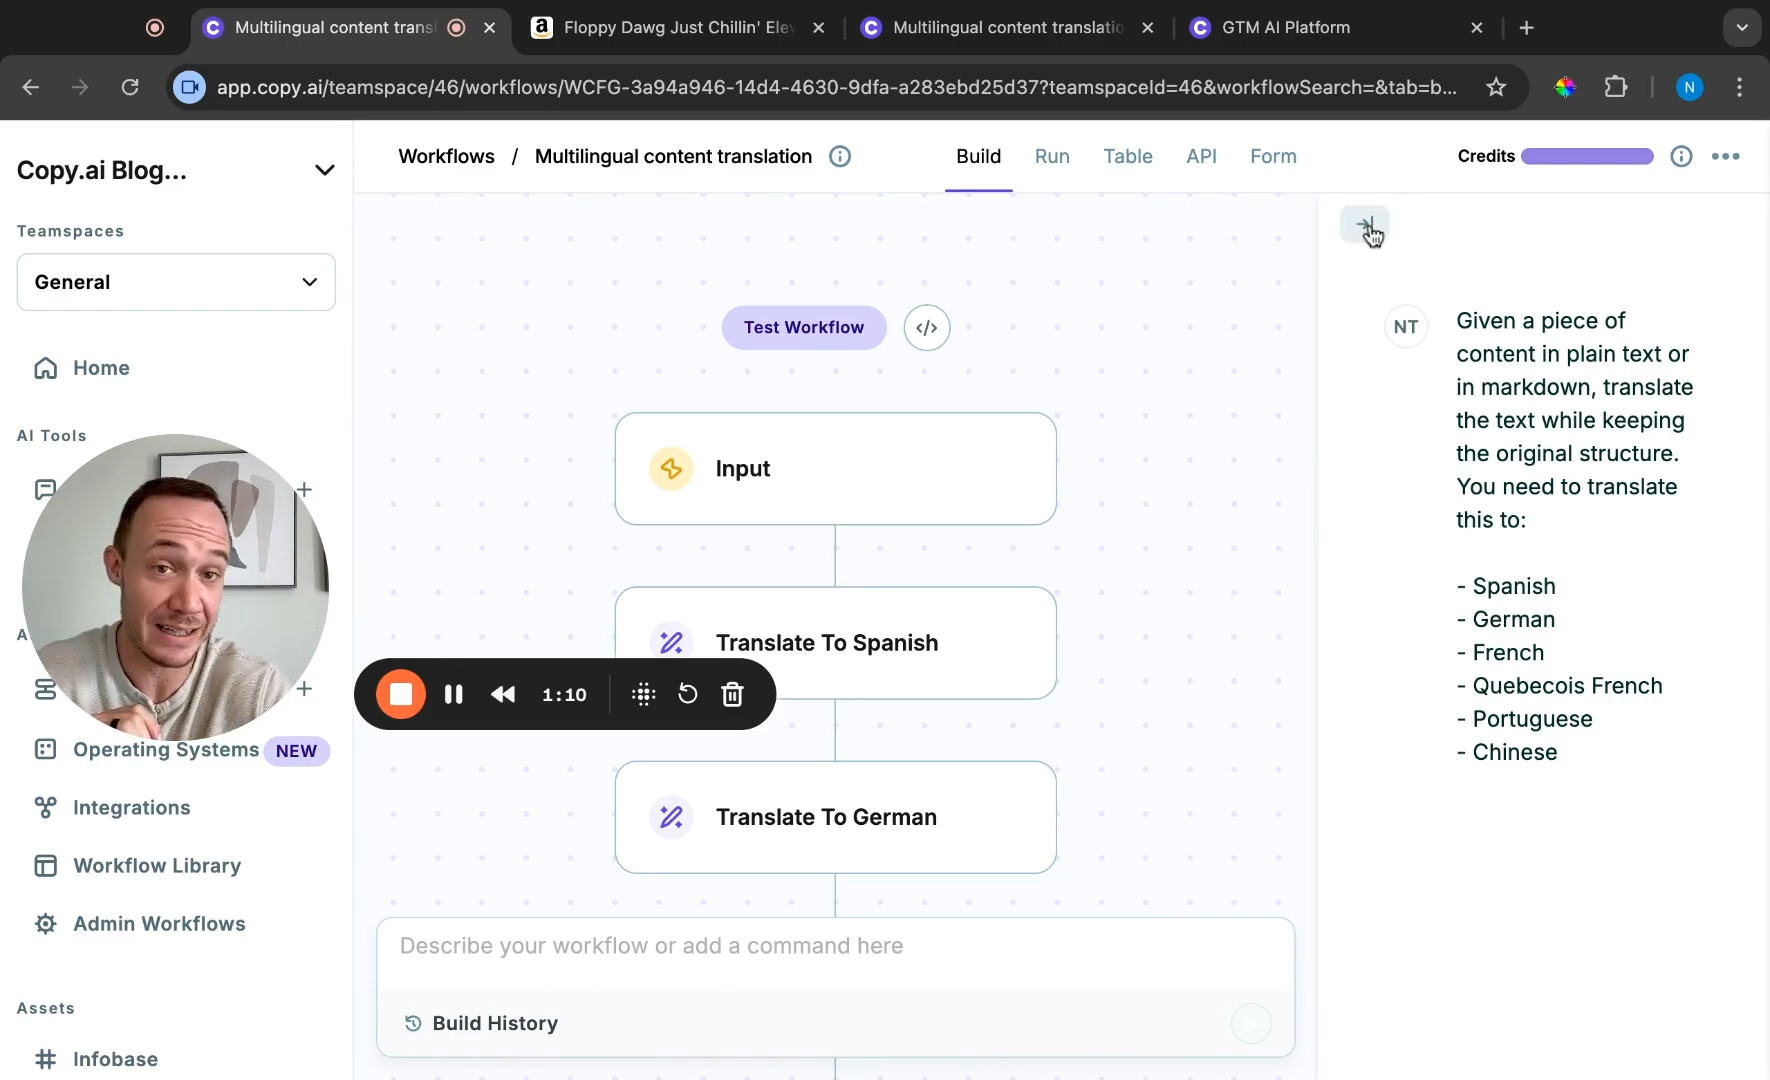 Multilingual content transl
Floppy Dawg Just Chillin' Elev
Multilingual content translatio
GTM AI Platform
app.copy.ai/teamspace/46/workflows/WCFG-3a94a946-14d4-4630-9dfa-a283ebd25d37?teamspaceId=46&workflowSearch=&tab=b...
N
Copy.ai Blog...
Workflows / Multilingual content translation
Build
Run
Table
API
Form
Credits
Teamspaces
General
Home
AI Tools
Operating Systems NEW
Integrations
Workflow Library
Admin Workflows
Assets
Infobase
Test Workflow
</>
Input
Translate To Spanish
1:10
Translate To German
Describe your workflow or add a command here
Build History
NT
Given a piece of
content in plain text or
in markdown, translate
the text while keeping
the original structure.
You need to translate
this to:
- Spanish
- German
- French
- Quebecois French
- Portuguese
- Chinese